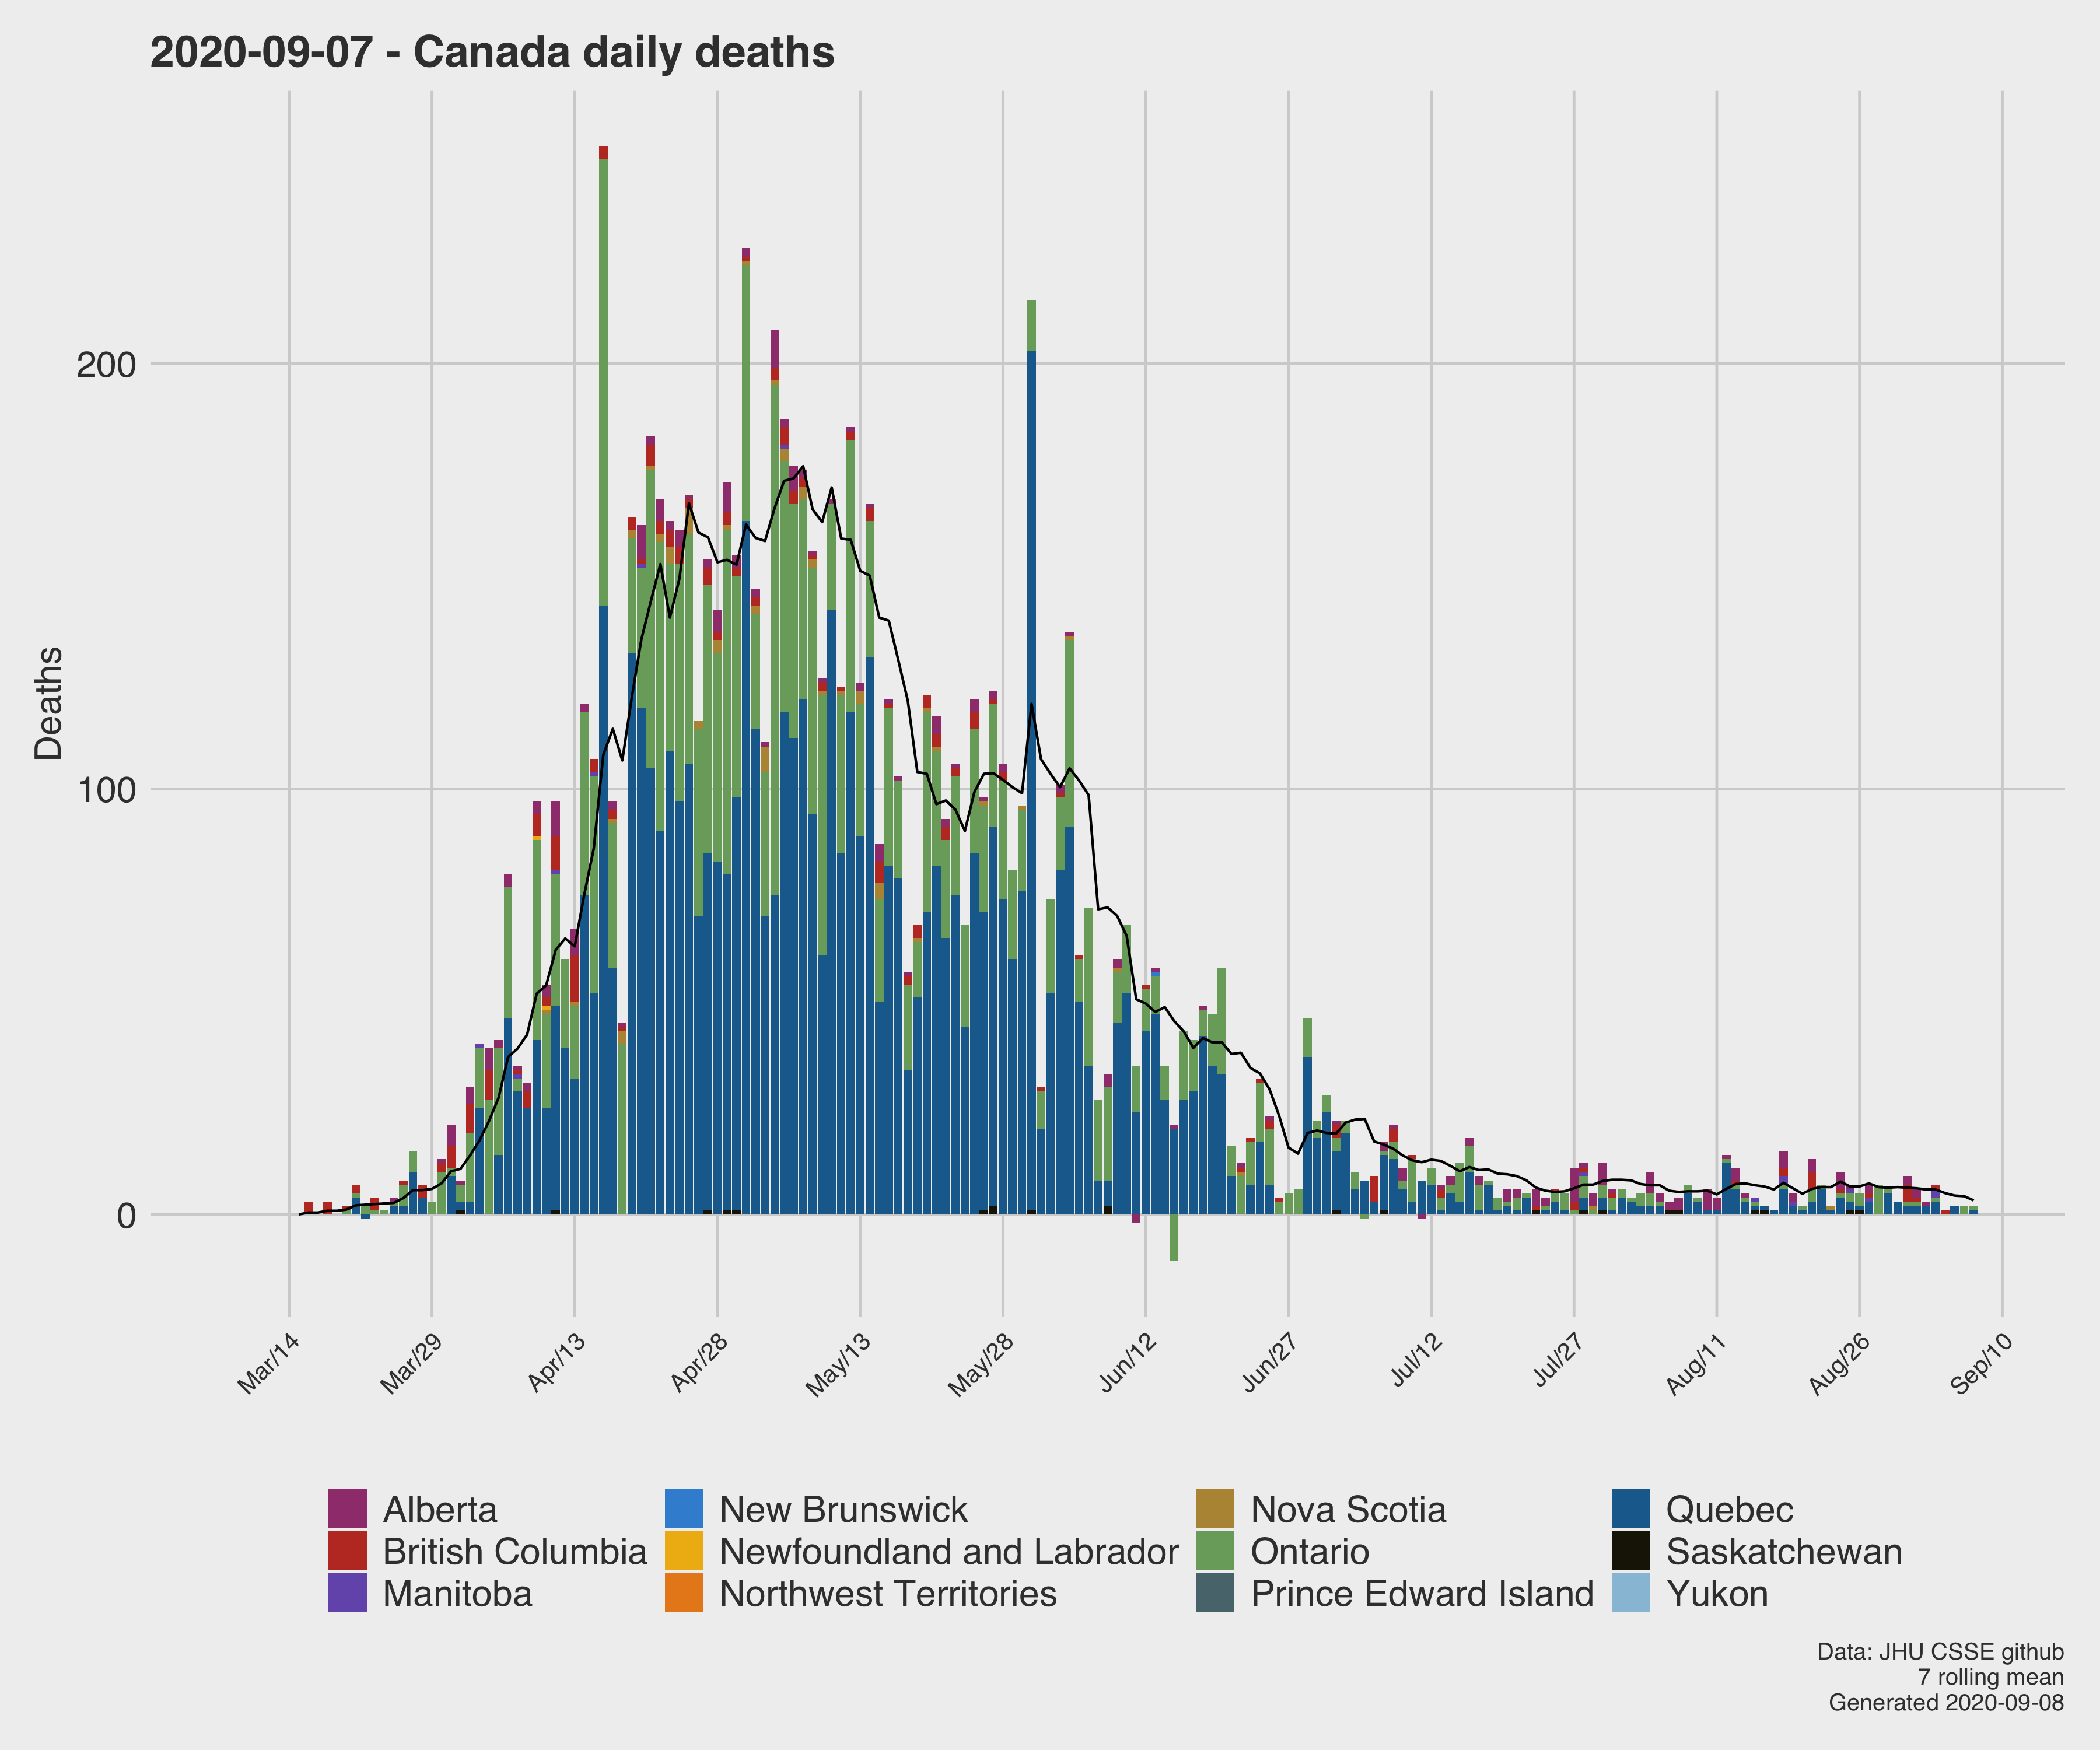 2020-09-07 - Canada daily deaths
Deaths
200
100
0
Mar/14
Mar/29
Apr/13
Apr/28
May/13
May/28
Jun/12
Jun/27
Jul/12
Jul/27
Aug/11
Aug/26
Sep/10
Alberta
British Columbia
Manitoba
New Brunswick
Newfoundland and Labrador
Northwest Territories
Nova Scotia
Ontario
Prince Edward Island
Quebec
Saskatchewan
Yukon
Data: JHU CSSE github
7 rolling mean
Generated 2020-09-08